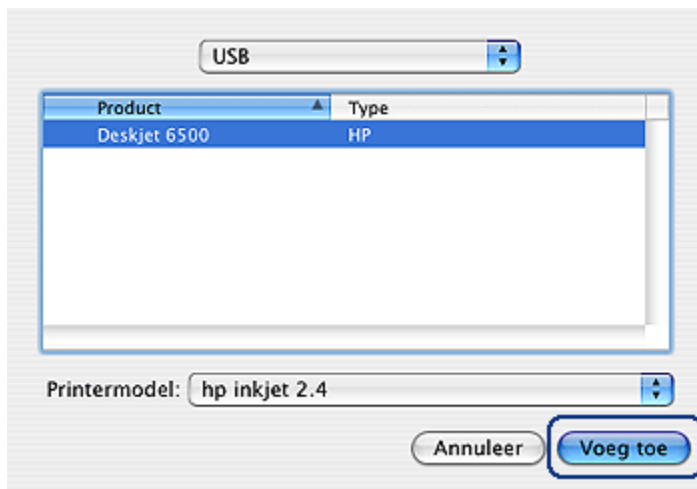 USB
Product Type
Deskjet 6500 HP
Printermodel: hp inkjet 2.4
Annuleer Voeg toe